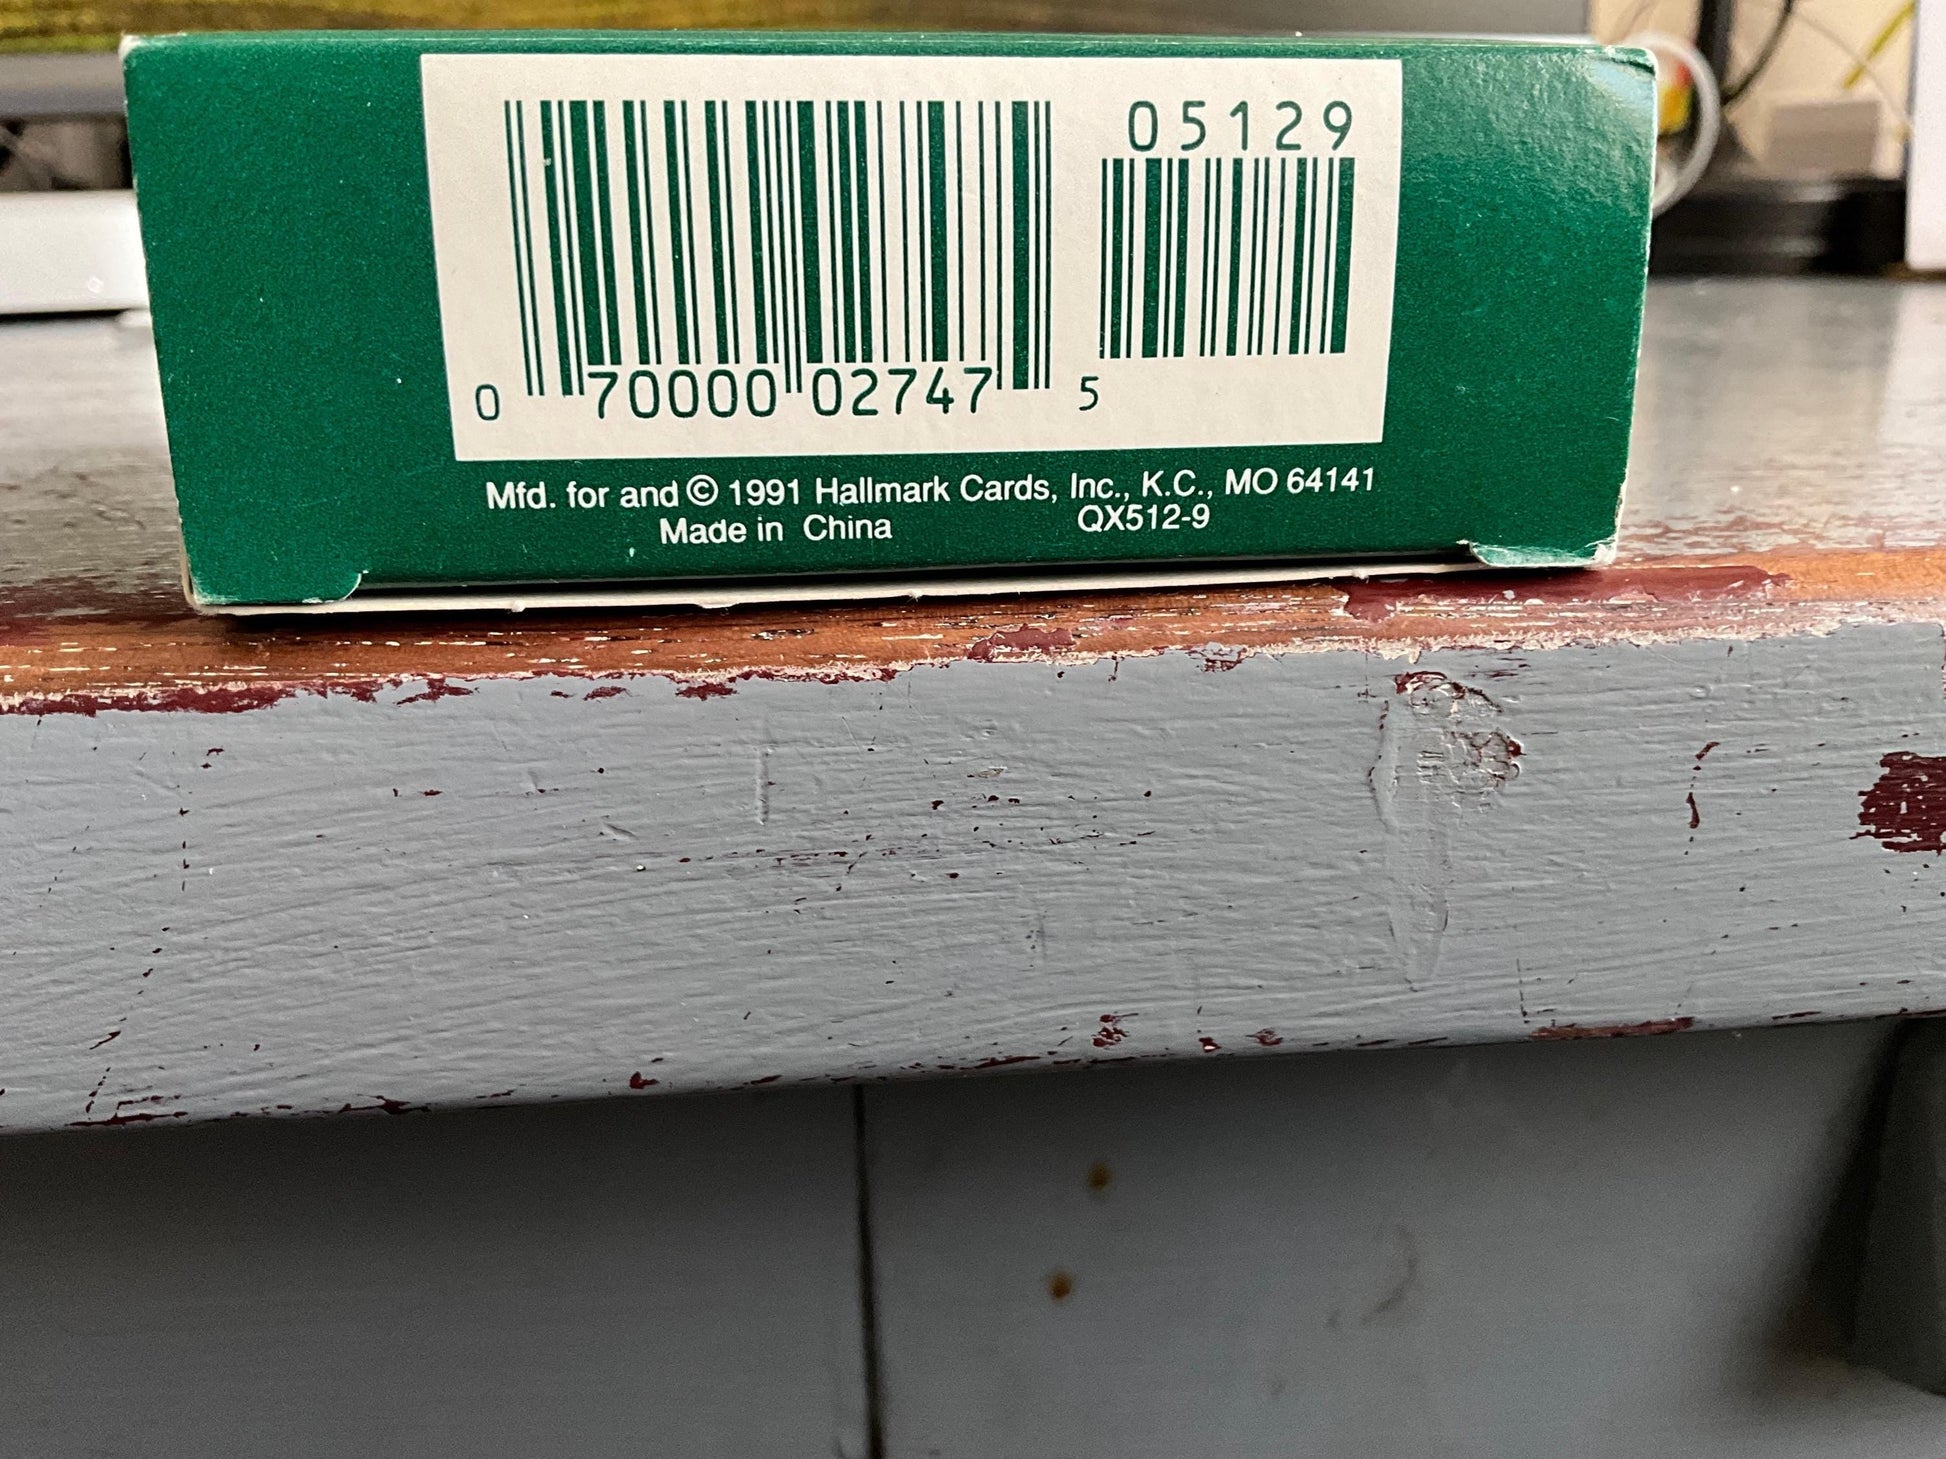 05129
0 70000 02747 5
Mfd. for and © 1991 Hallmark Cards, Inc., K.C., MO 64141
Made in China QX512-9